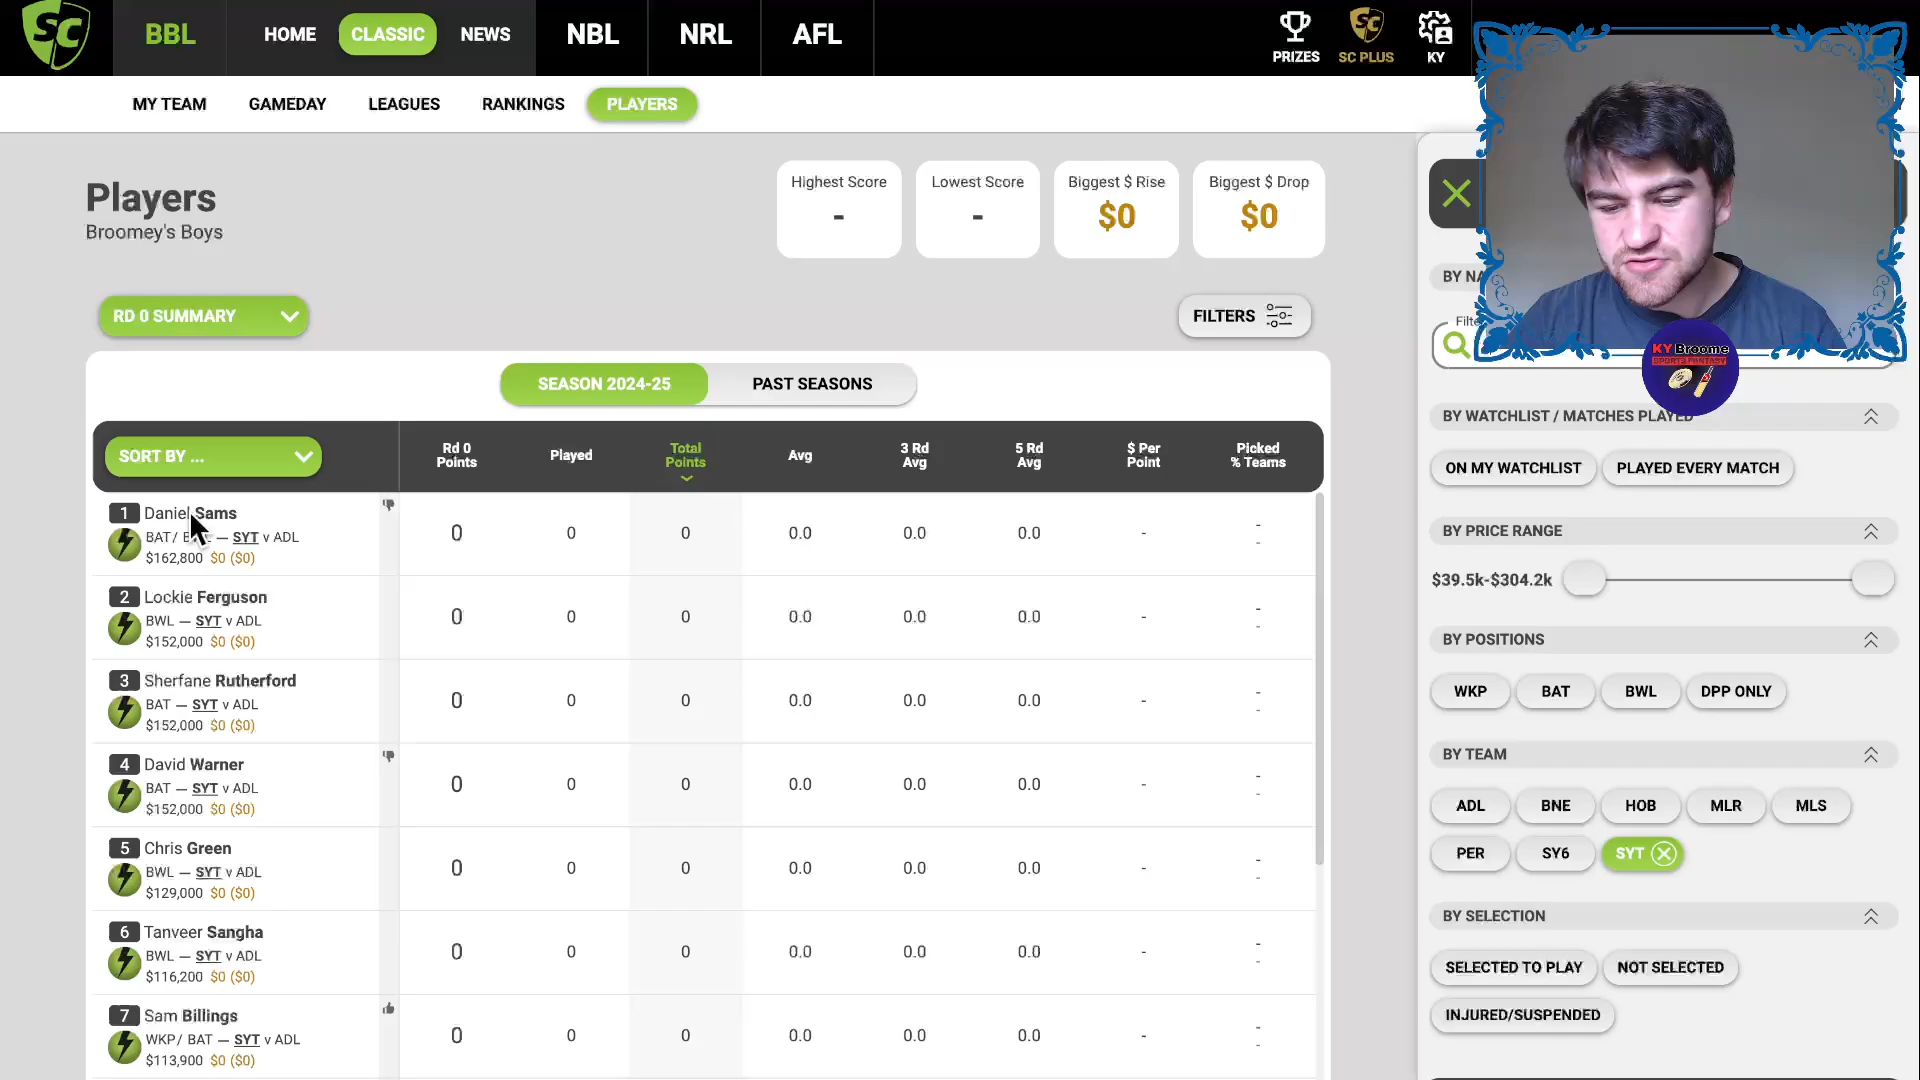 SC
BBL
HOME
CLASSIC
NEWS
NBL
NRL
AFL
PRIZES
SC
SC PLUS
KY
MY TEAM
GAMEDAY
LEAGUES
RANKINGS
PLAYERS
Players
Broomey's Boys
Highest Score
-
Lowest Score
-
Biggest $ Rise
$0
Biggest $ Drop
$0
RD 0 SUMMARY
FILTERS
SEASON 2024-25
PAST SEASONS
SORT BY ...
Rd 0
Points
Played
Total
Points
Avg
3 Rd
Avg
5 Rd
Avg
$ Per
Point
Picked
% Teams
1 Daniel Sams
BAT/ — SYT v ADL
$162,800 $0 ($0)
0 0 0 0.0 0.0 0.0 - - -
2 Lockie Ferguson
BWL — SYT v ADL
$152,000 $0 ($0)
0 0 0 0.0 0.0 0.0 - - -
3 Sherfane Rutherford
BAT — SYT v ADL
$152,000 $0 ($0)
0 0 0 0.0 0.0 0.0 - - -
4 David Warner
BAT — SYT v ADL
$152,000 $0 ($0)
0 0 0 0.0 0.0 0.0 - - -
5 Chris Green
BWL — SYT v ADL
$129,000 $0 ($0)
0 0 0 0.0 0.0 0.0 - - -
6 Tanveer Sangha
BWL — SYT v ADL
$116,200 $0 ($0)
0 0 0 0.0 0.0 0.0 - - -
7 Sam Billings
WKP/ BAT — SYT v ADL
$113,900 $0 ($0)
0 0 0 0.0 0.0 0.0 - - -
KY Broome
SPORTS FANTASY
BY WATCHLIST / MATCHES PLAYED
ON MY WATCHLIST
PLAYED EVERY MATCH
BY PRICE RANGE
$39.5k-$304.2k
BY POSITIONS
WKP
BAT
BWL
DPP ONLY
BY TEAM
ADL
BNE
HOB
MLR
MLS
PER
SY6
SYT
BY SELECTION
SELECTED TO PLAY
NOT SELECTED
INJURED/SUSPENDED